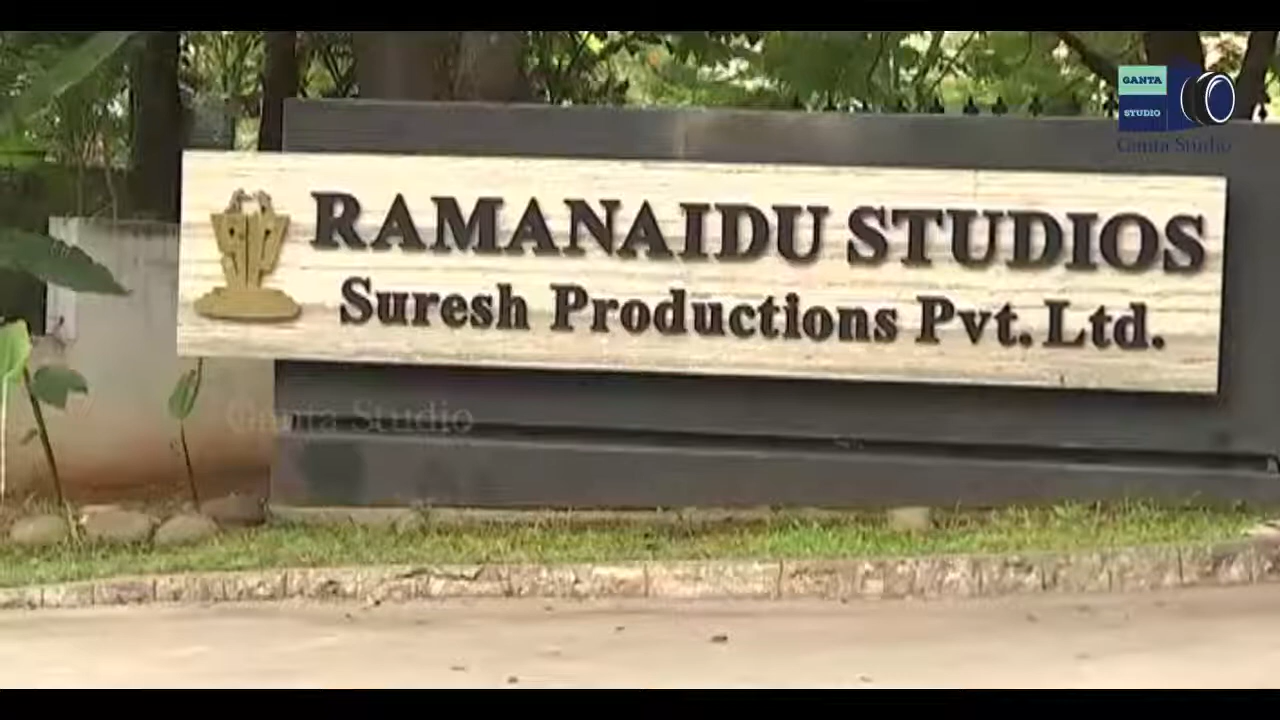 GANTA
STUDIO
Ganta Studio
RAMANAIDU STUDIOS
Suresh Productions Pvt. Ltd.
Ganta Studio